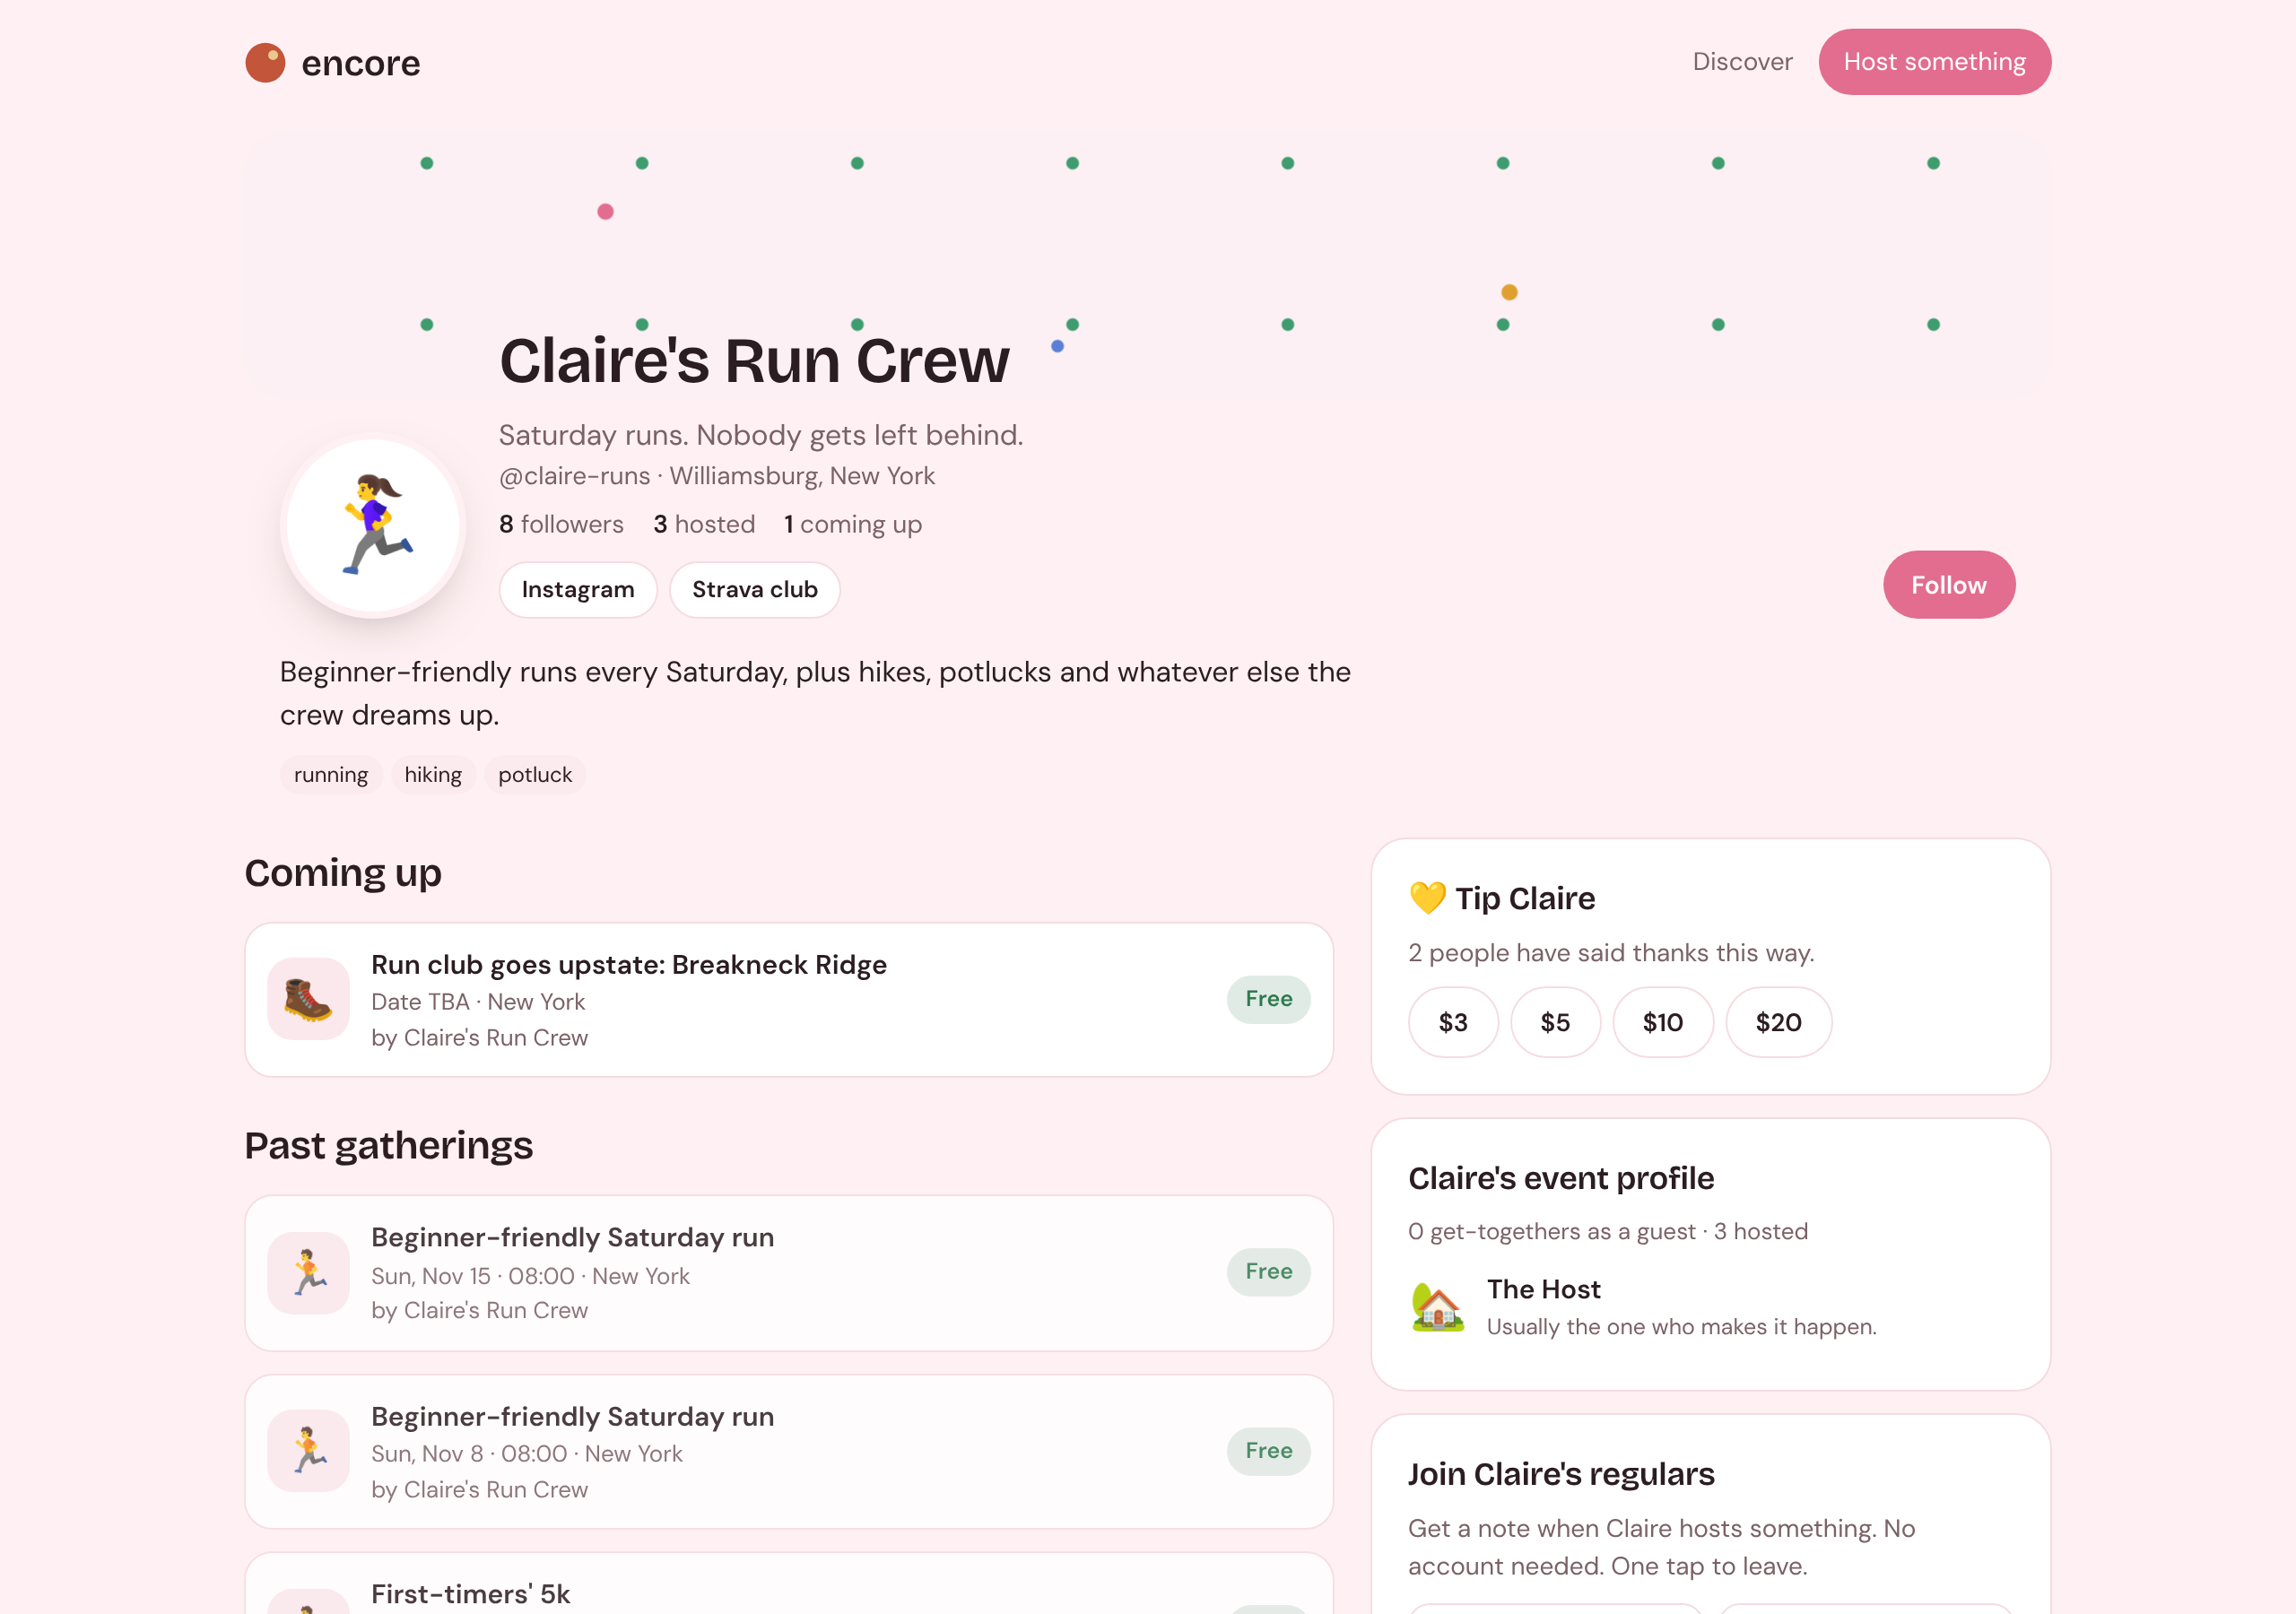 encore
Discover
Host something
Claire's Run Crew
Saturday runs. Nobody gets left behind.
@claire-runs · Williamsburg, New York
8 followers 3 hosted 1 coming up
Instagram
Strava club
Follow
Beginner-friendly runs every Saturday, plus hikes, potlucks and whatever else the
crew dreams up.
running
hiking
potluck
Coming up
Run club goes upstate: Breakneck Ridge
Date TBA · New York
by Claire's Run Crew
Free
Past gatherings
Beginner-friendly Saturday run
Sun, Nov 15 · 08:00 · New York
by Claire's Run Crew
Free
Beginner-friendly Saturday run
Sun, Nov 8 · 08:00 · New York
by Claire's Run Crew
Free
First-timers' 5k
Tip Claire
2 people have said thanks this way.
$3
$5
$10
$20
Claire's event profile
0 get-togethers as a guest · 3 hosted
The Host
Usually the one who makes it happen.
Join Claire's regulars
Get a note when Claire hosts something. No
account needed. One tap to leave.